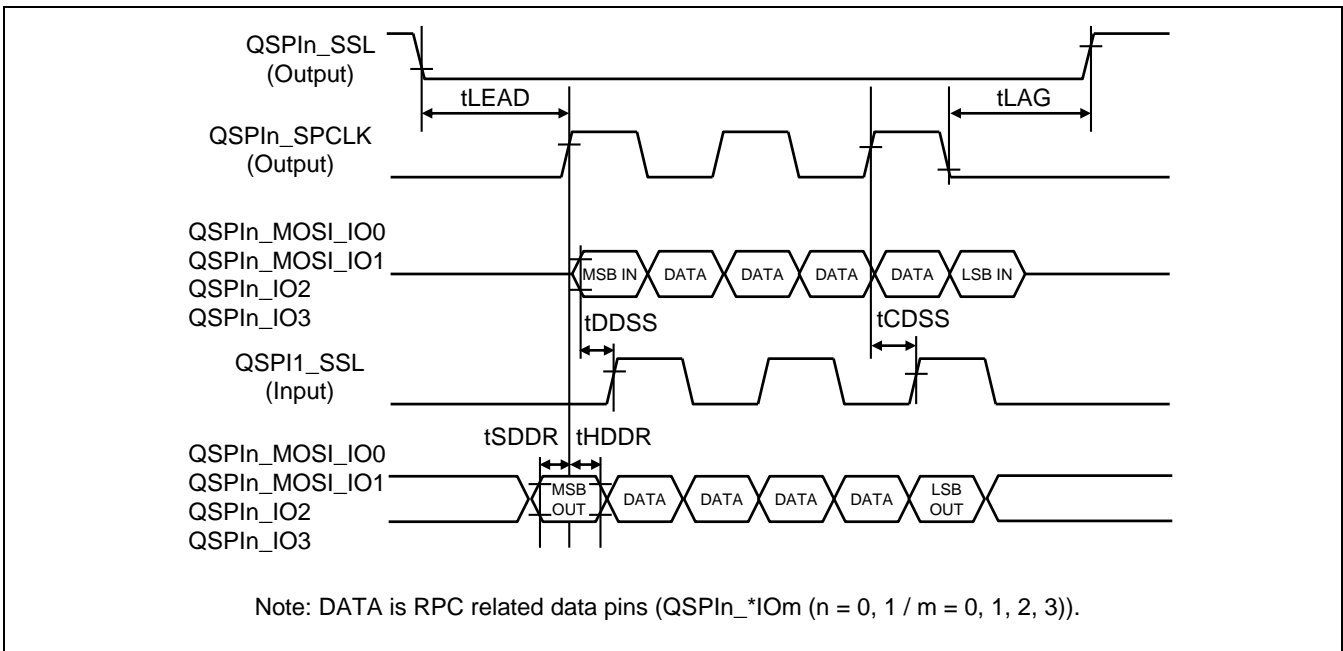 QSPIn_SSL
(Output)
tLEAD
tLAG
QSPIn_SPCLK
(Output)
QSPIn_MOSI_IO0
QSPIn_MOSI_IO1
QSPIn_IO2
QSPIn_IO3
MSB IN
DATA
DATA
DATA
DATA
LSB IN
tDDSS
tCDSS
QSPI1_SSL
(Input)
tSDDR
tHDDR
QSPIn_MOSI_IO0
QSPIn_MOSI_IO1
QSPIn_IO2
QSPIn_IO3
MSB
OUT
DATA
DATA
DATA
DATA
LSB
OUT
Note: DATA is RPC related data pins (QSPIn_*IOm (n = 0, 1 / m = 0, 1, 2, 3)).